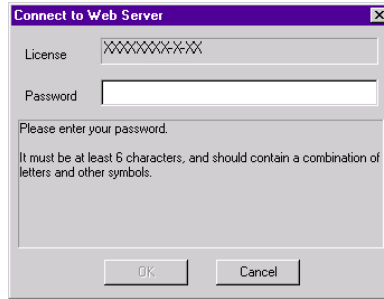 Connect to Web Server
License XXXXXXXX-X-XX
Password
Please enter your password.
It must be at least 6 characters, and should contain a combination of
letters and other symbols.
OK Cancel